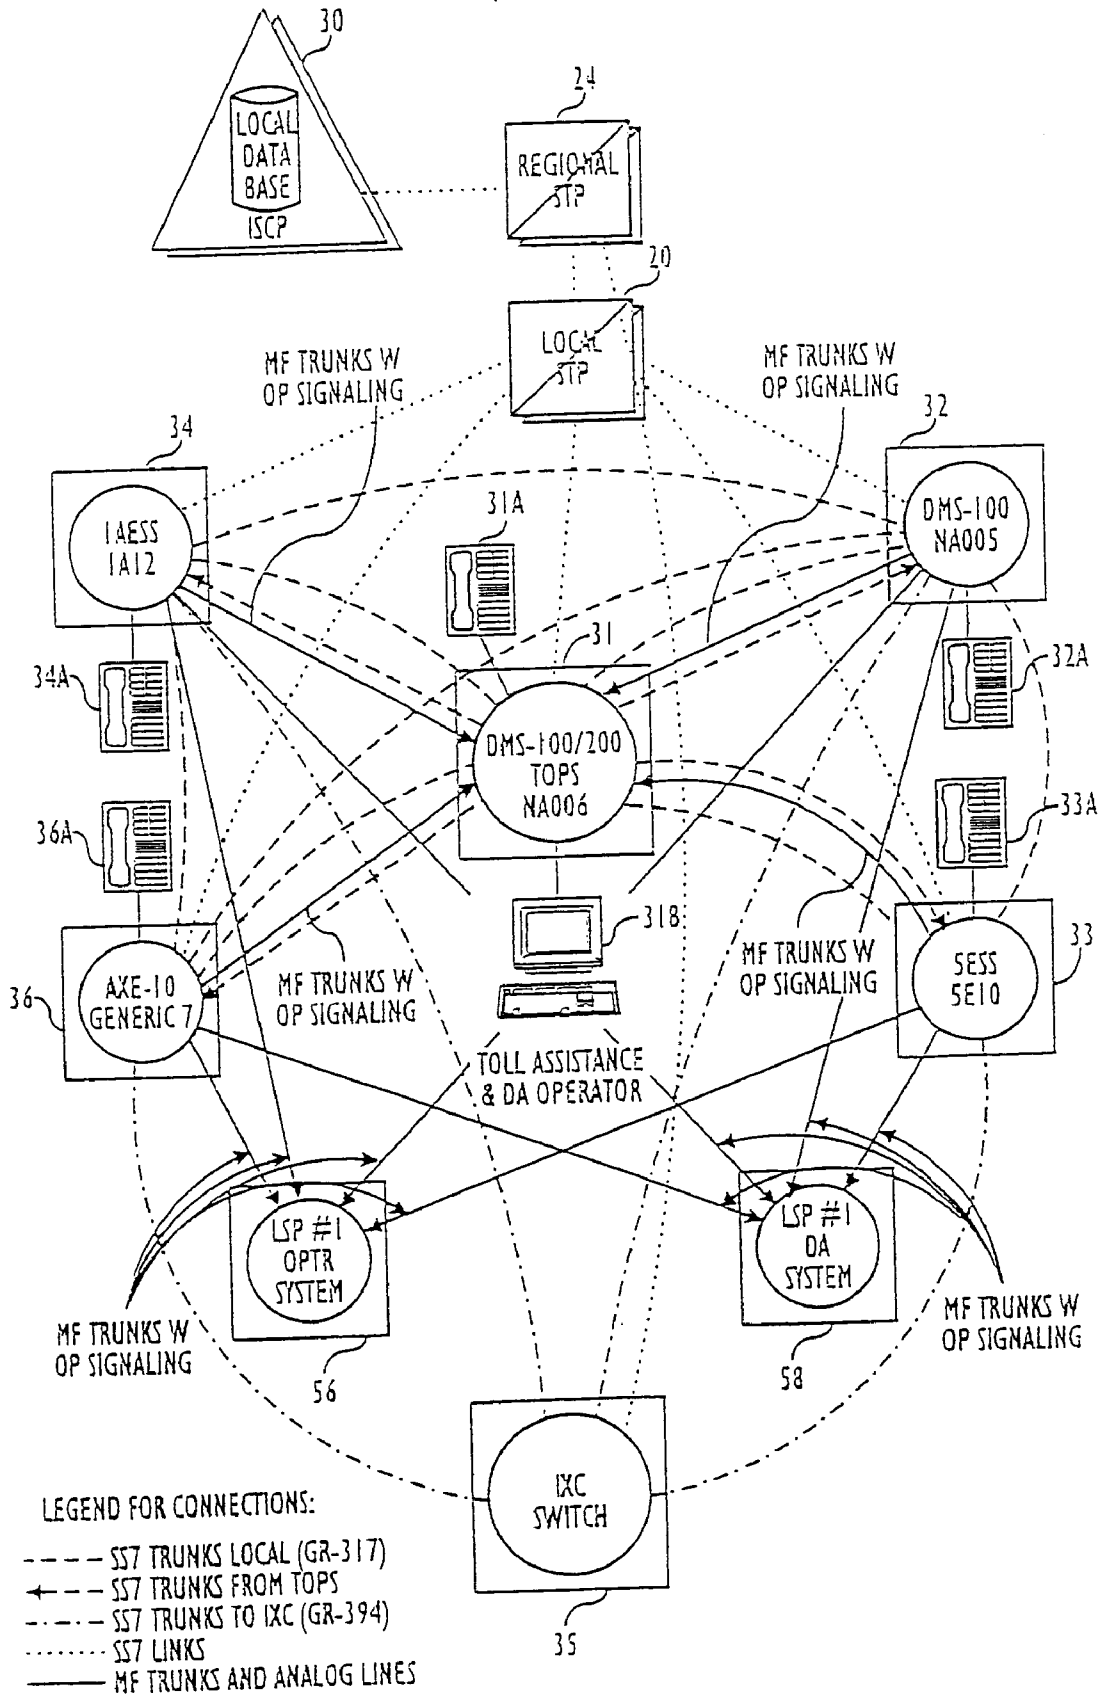 30
24
LOCAL
DATA
BASE
ISCP
REGIONAL
STP
20
LOCAL
STP
MF TRUNKS W
OP SIGNALING
MF TRUNKS W
OP SIGNALING
34
32
1AESS
1A12
31A
DMS-100
NA005
31
34A
32A
DMS-100/200
TOPS
NA006
36A
33A
31B
MF TRUNKS W
OP SIGNALING
MF TRUNKS W
OP SIGNALING
36
AXE-10
GENERIC 7
5ESS
5E10
33
TOLL ASSISTANCE
& DA OPERATOR
LSP #1
OPTR
SYSTEM
LSP #1
DA
SYSTEM
MF TRUNKS W
OP SIGNALING
MF TRUNKS W
OP SIGNALING
56
58
IXC
SWITCH
35
LEGEND FOR CONNECTIONS:
SS7 TRUNKS LOCAL (GR-317)
SS7 TRUNKS FROM TOPS
SS7 TRUNKS TO IXC (GR-394)
SS7 LINKS
MF TRUNKS AND ANALOG LINES